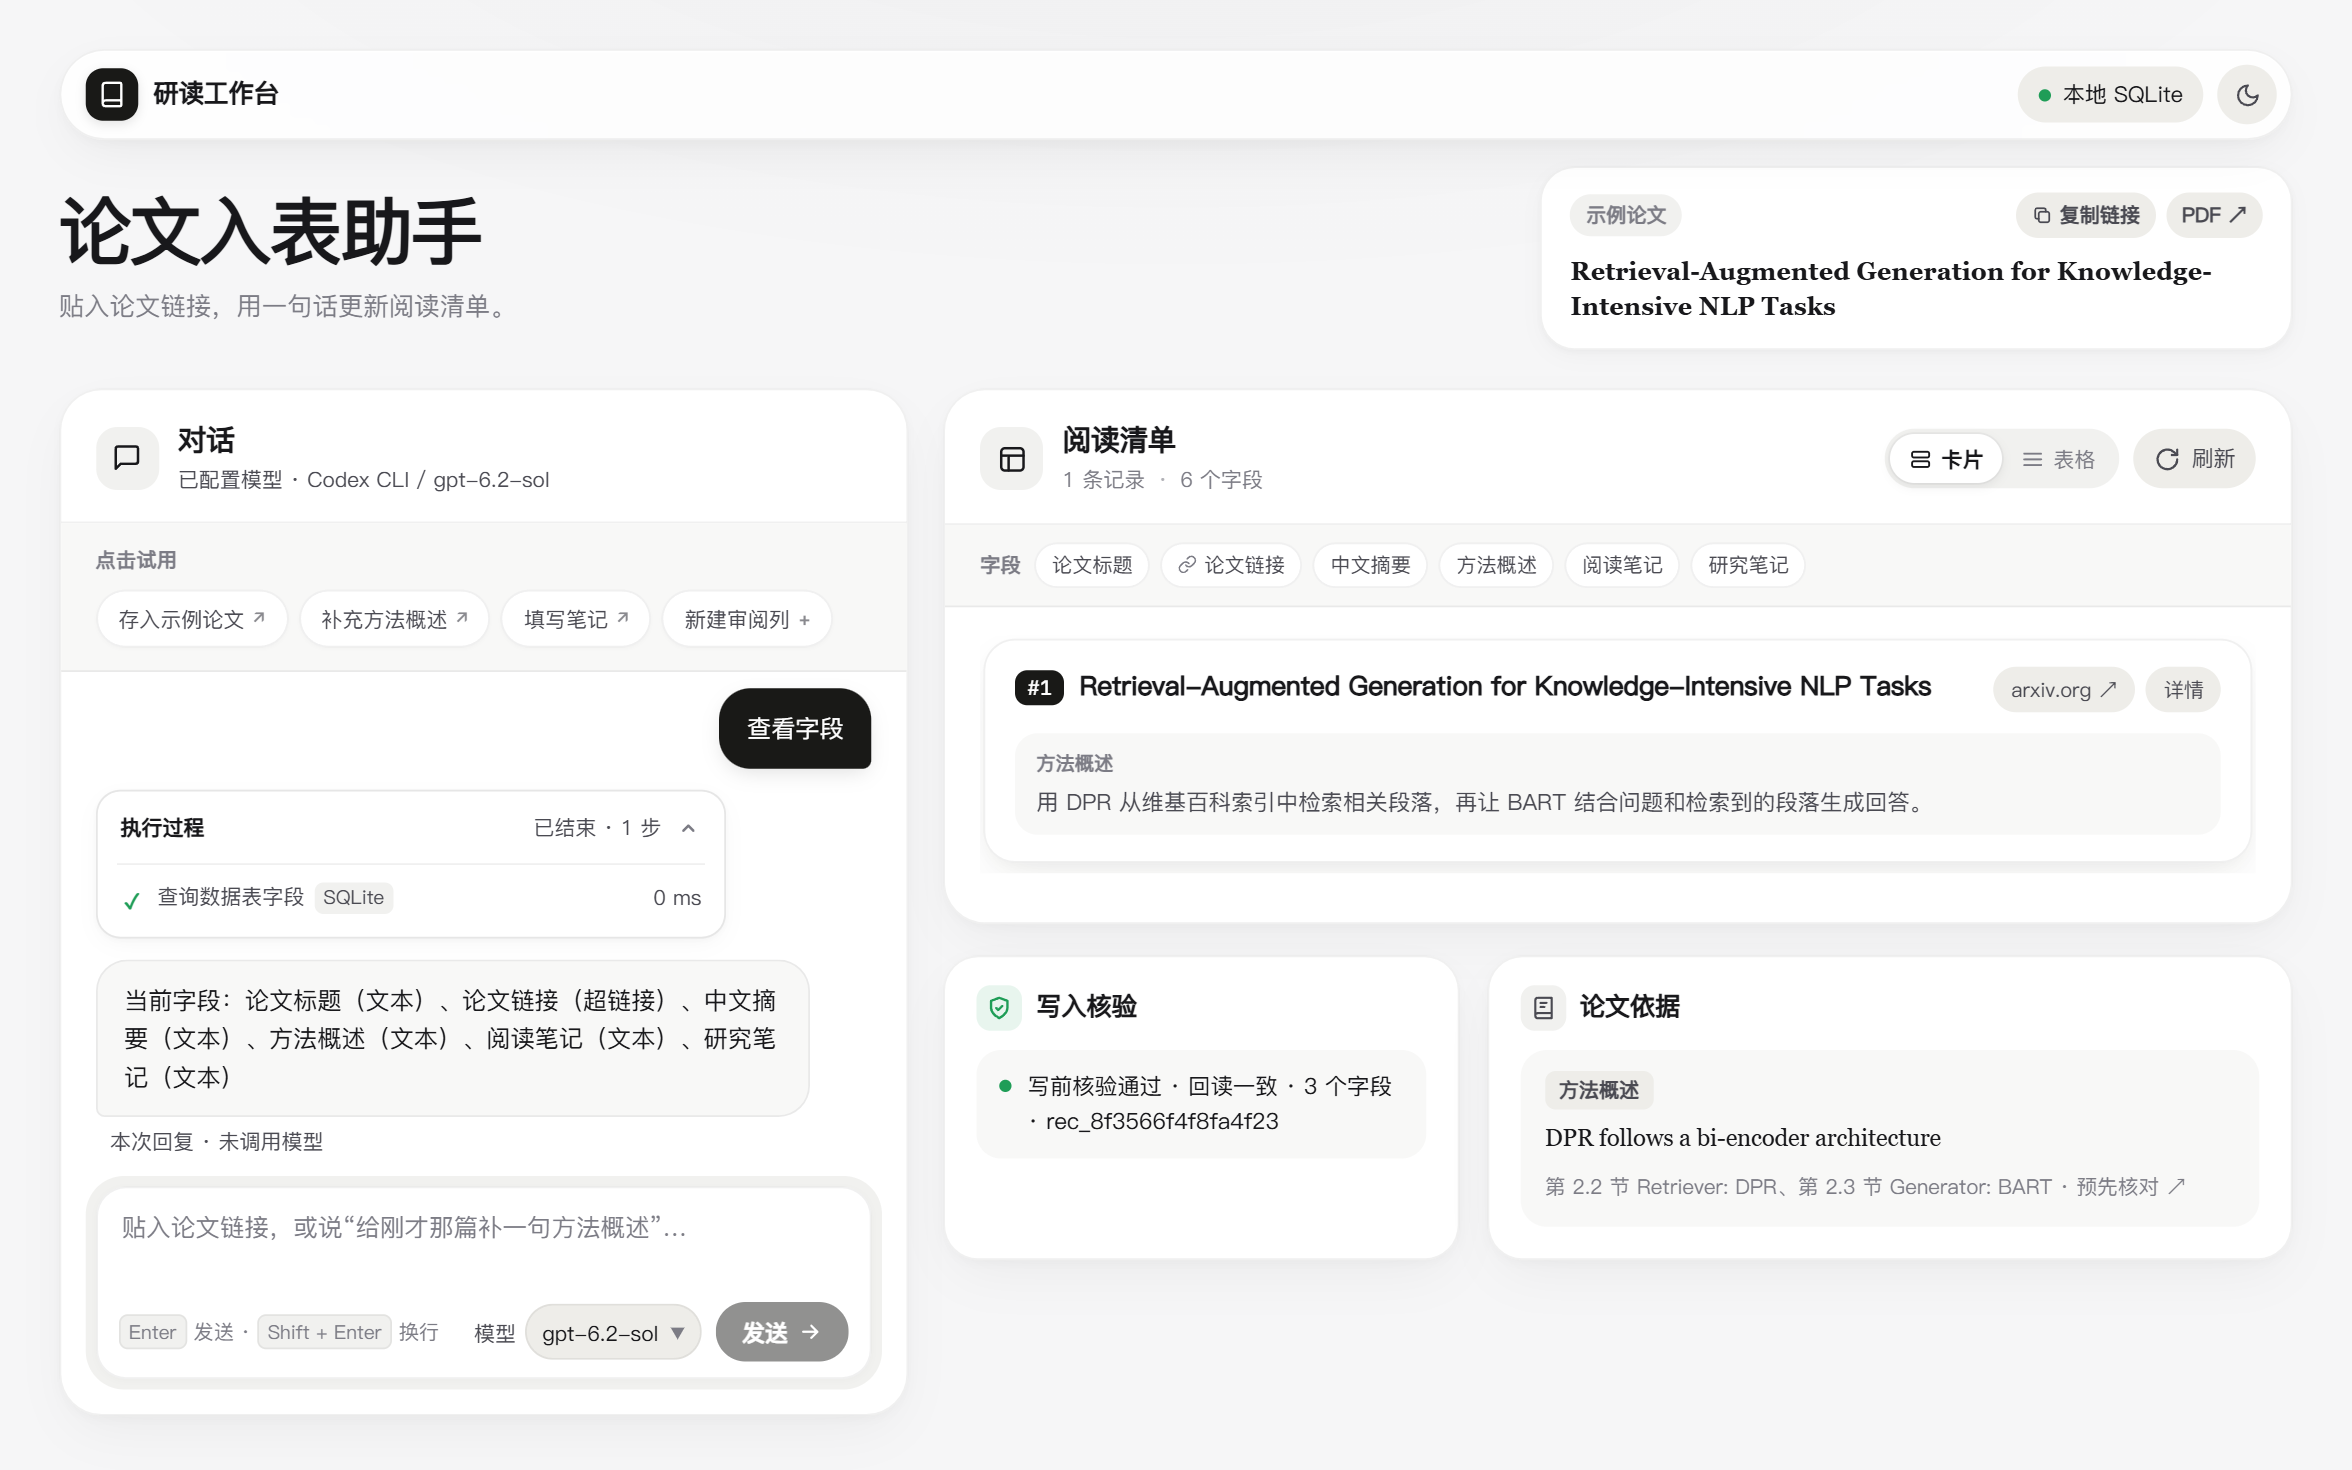 研读工作台
本地 SQLite
论文入表助手
贴入论文链接，用一句话更新阅读清单。
示例论文
复制链接
PDF ↗
Retrieval-Augmented Generation for Knowledge-
Intensive NLP Tasks
对话
已配置模型 · Codex CLI / gpt-6.2-sol
点击试用
存入示例论文 ↗
补充方法概述 ↗
填写笔记 ↗
新建审阅列 +
查看字段
执行过程
已结束 · 1 步
查询数据表字段 SQLite
0 ms
当前字段：论文标题（文本）、论文链接（超链接）、中文摘
要（文本）、方法概述（文本）、阅读笔记（文本）、研究笔
记（文本）
本次回复 · 未调用模型
贴入论文链接，或说“给刚才那篇补一句方法概述”…
Enter 发送 · Shift + Enter 换行
模型
gpt-6.2-sol ▼
发送 →
阅读清单
1 条记录 · 6 个字段
卡片
表格
刷新
字段
论文标题
论文链接
中文摘要
方法概述
阅读笔记
研究笔记
#1 Retrieval-Augmented Generation for Knowledge-Intensive NLP Tasks
arxiv.org ↗
详情
方法概述
用 DPR 从维基百科索引中检索相关段落，再让 BART 结合问题和检索到的段落生成回答。
写入核验
写前核验通过 · 回读一致 · 3 个字段
· rec_8f3566f4f8fa4f23
论文依据
方法概述
DPR follows a bi-encoder architecture
第 2.2 节 Retriever: DPR、第 2.3 节 Generator: BART · 预先核对 ↗